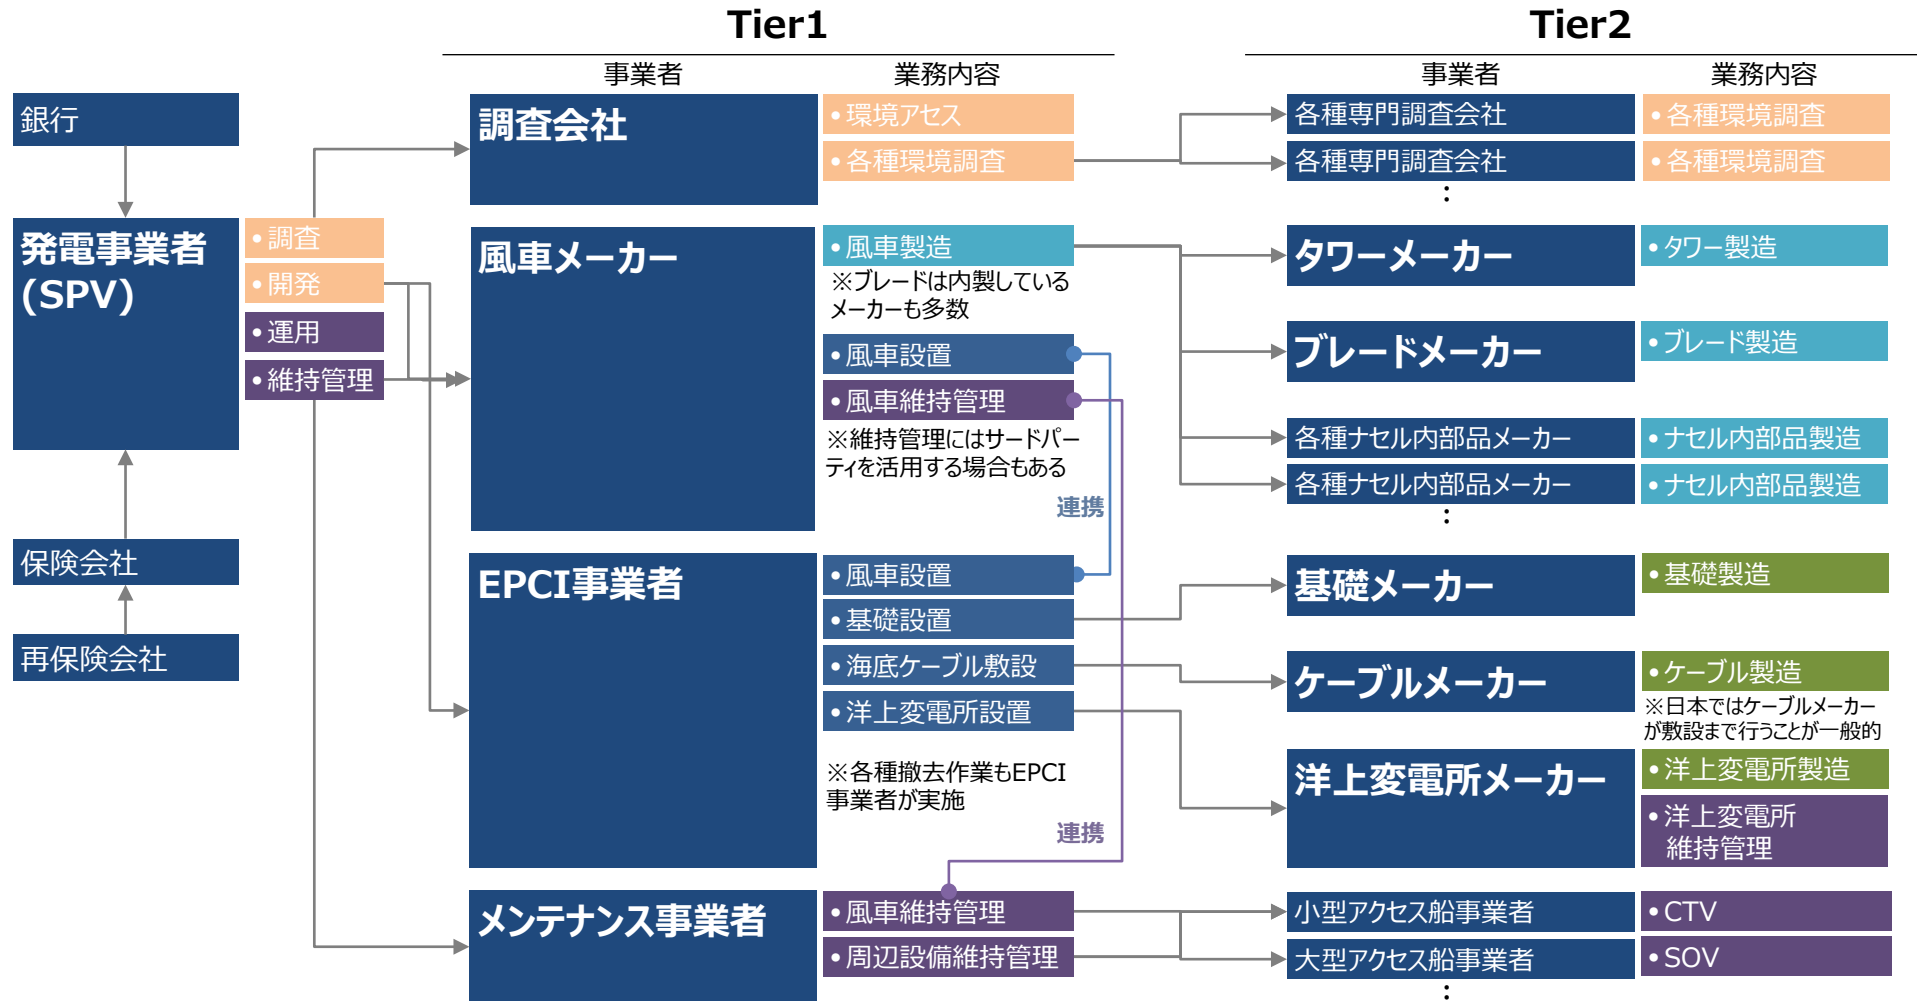 Tier1
Tier2
事業者
業務内容
事業者
業務内容
銀行
発電事業者
(SPV)
•調査
•開発
•運用
•維持管理
保険会社
再保険会社
調査会社
•環境アセス
•各種環境調査
各種専門調査会社
•各種環境調査
各種専門調査会社
•各種環境調査
：
風車メーカー
•風車製造
※ブレードは内製している
メーカーも多数
•風車設置
•風車維持管理
※維持管理にはサードパー
ティを活用する場合もある
連携
タワーメーカー
•タワー製造
ブレードメーカー
•ブレード製造
各種ナセル内部品メーカー
•ナセル内部品製造
各種ナセル内部品メーカー
•ナセル内部品製造
：
EPCI事業者
•風車設置
•基礎設置
•海底ケーブル敷設
•洋上変電所設置
※各種撤去作業もEPCI
事業者が実施
連携
基礎メーカー
•基礎製造
ケーブルメーカー
•ケーブル製造
※日本ではケーブルメーカー
が敷設まで行うことが一般的
洋上変電所メーカー
•洋上変電所製造
•洋上変電所
維持管理
メンテナンス事業者
•風車維持管理
•周辺設備維持管理
小型アクセス船事業者
•CTV
大型アクセス船事業者
•SOV
：